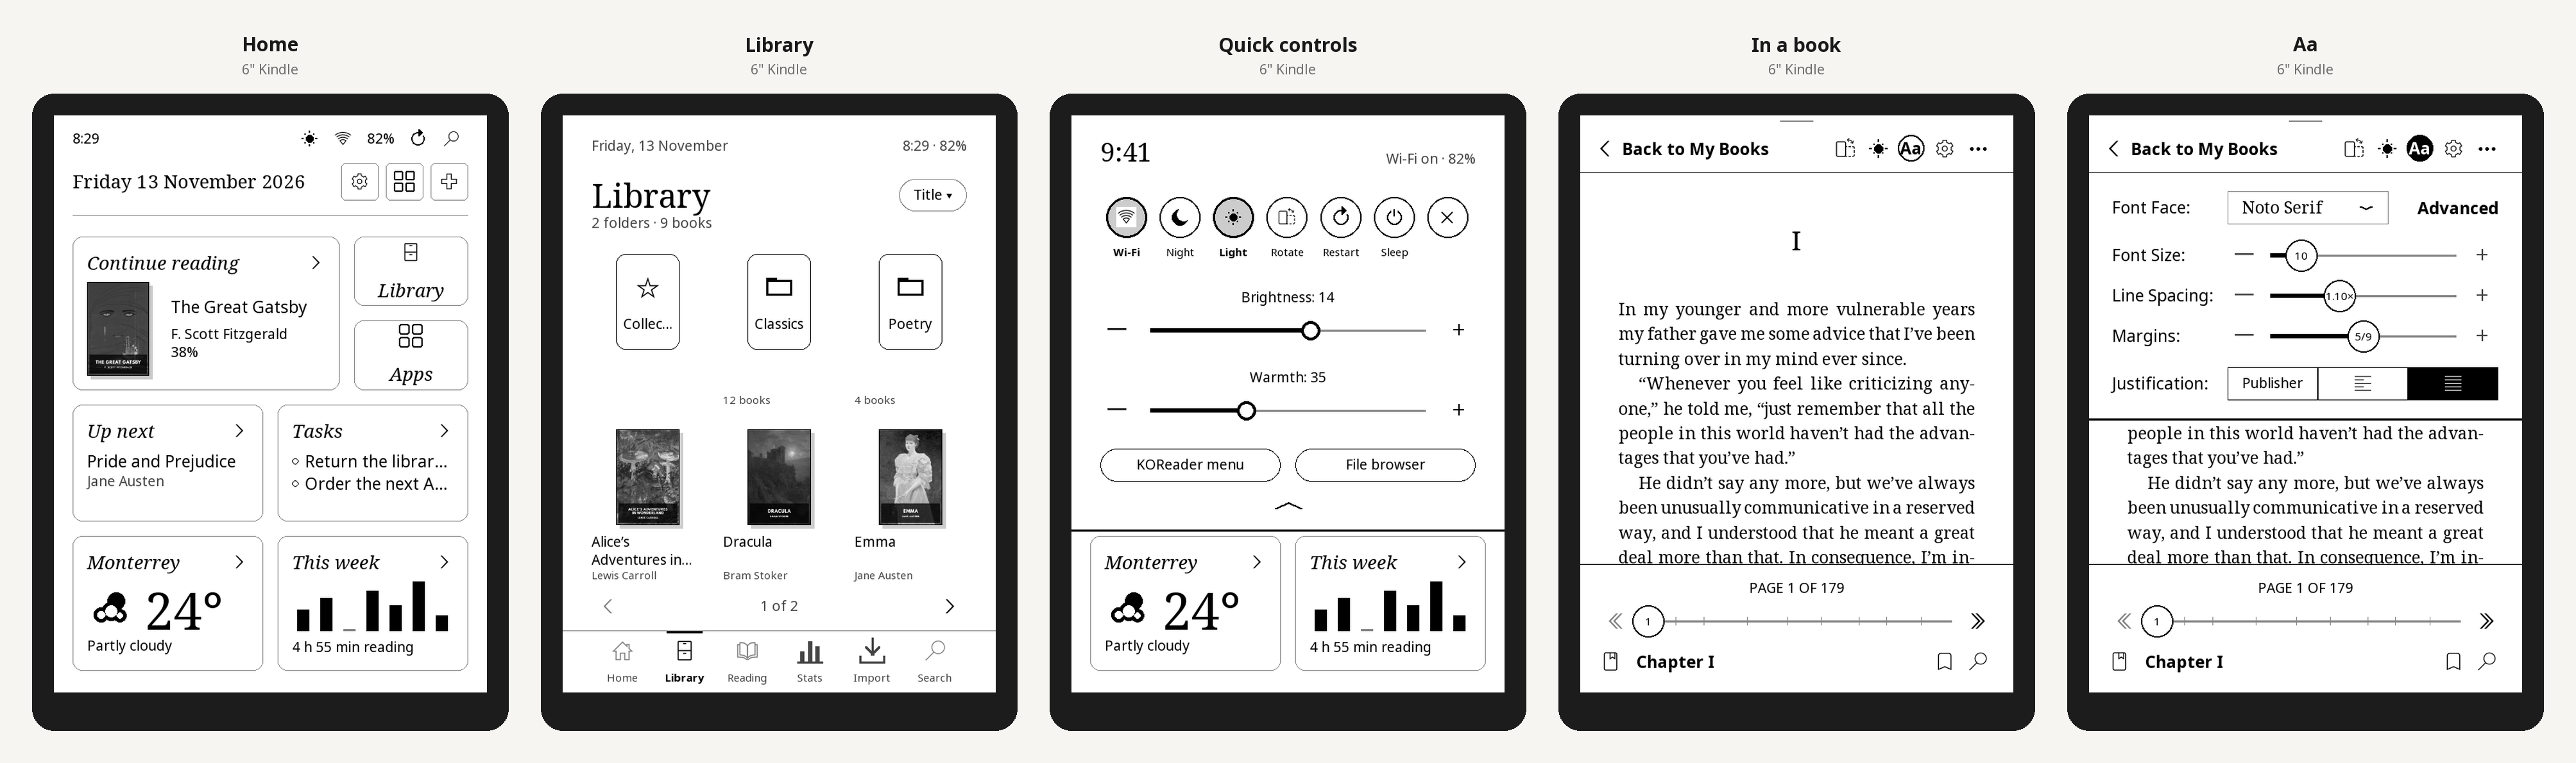 Home
6" Kindle
8:29
82%
Friday 13 November 2026
Continue reading
The Great Gatsby
F. Scott Fitzgerald
38%
THE GREAT GATSBY
Library
Apps
Up next
Pride and Prejudice
Jane Austen
Tasks
Return the librar...
Order the next A...
Monterrey
24°
Partly cloudy
This week
4 h 55 min reading
Library
6" Kindle
Friday, 13 November
8:29 · 82%
Library
Title ▾
2 folders · 9 books
Collec...
Classics
Poetry
12 books
4 books
ALICE'S ADVENTURES
IN WONDERLAND
DRACULA
EMMA
Alice’s
Adventures in...
Lewis Carroll
Dracula
Bram Stoker
Emma
Jane Austen
1 of 2
Home
Library
Reading
Stats
Import
Search
Quick controls
6" Kindle
9:41
Wi-Fi on · 82%
Wi-Fi
Night
Light
Rotate
Restart
Sleep
Brightness: 14
Warmth: 35
KOReader menu
File browser
Monterrey
24°
Partly cloudy
This week
4 h 55 min reading
In a book
6" Kindle
Back to My Books
Aa
I
In my younger and more vulnerable years
my father gave me some advice that I’ve been
turning over in my mind ever since.
“Whenever you feel like criticizing any-
one,” he told me, “just remember that all the
people in this world haven’t had the advan-
tages that you’ve had.”
He didn’t say any more, but we’ve always
been unusually communicative in a reserved
way, and I understood that he meant a great
deal more than that. In consequence, I’m in-
PAGE 1 OF 179
1
Chapter I
Aa
6" Kindle
Back to My Books
Aa
Font Face:
Noto Serif
Advanced
Font Size:
10
Line Spacing:
1.10×
Margins:
5/9
Justification:
Publisher
people in this world haven’t had the advan-
tages that you’ve had.”
He didn’t say any more, but we’ve always
been unusually communicative in a reserved
way, and I understood that he meant a great
deal more than that. In consequence, I’m in-
PAGE 1 OF 179
1
Chapter I